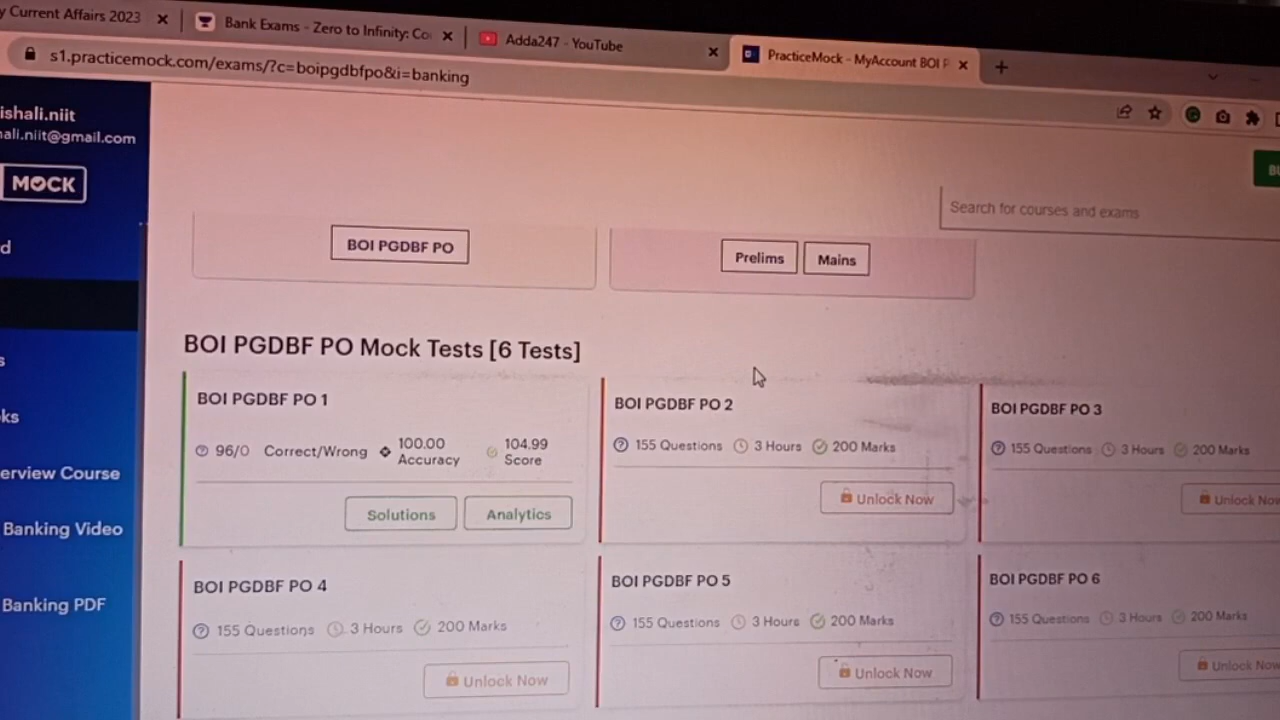 y Current Affairs 2023
Bank Exams - Zero to Infinity: Co
Adda247 - YouTube
PracticeMock - MyAccount BOI P
s1.practicemock.com/exams/?c=boipgdbfpo&i=banking
ishali.niit
hali.niit@gmail.com
MOCK
Search for courses and exams
d
BOI PGDBF PO
Prelims
Mains
BOI PGDBF PO Mock Tests [6 Tests]
BOI PGDBF PO 1
96/0 Correct/Wrong
100.00 Accuracy
104.99 Score
Solutions
Analytics
BOI PGDBF PO 2
155 Questions 3 Hours 200 Marks
Unlock Now
BOI PGDBF PO 3
155 Questions 3 Hours 200 Marks
Unlock Now
s
ks
erview Course
Banking Video
Banking PDF
BOI PGDBF PO 4
155 Questions 3 Hours 200 Marks
Unlock Now
BOI PGDBF PO 5
155 Questions 3 Hours 200 Marks
Unlock Now
BOI PGDBF PO 6
155 Questions 3 Hours 200 Marks
Unlock Now